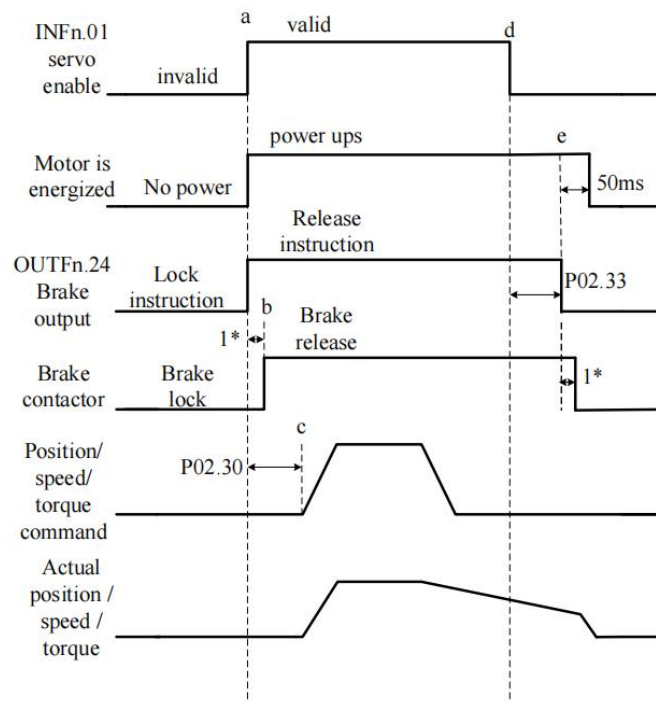 a
INFn.01
servo
enable
invalid
valid
d
Motor is
energized
No power
power ups
e
50ms
OUTFn.24
Brake
output
Lock
instruction
Release
instruction
P02.33
b
1*
Brake
contactor
Brake
lock
Brake
release
1*
c
Position/
speed/
torque
command
P02.30
Actual
position /
speed /
torque